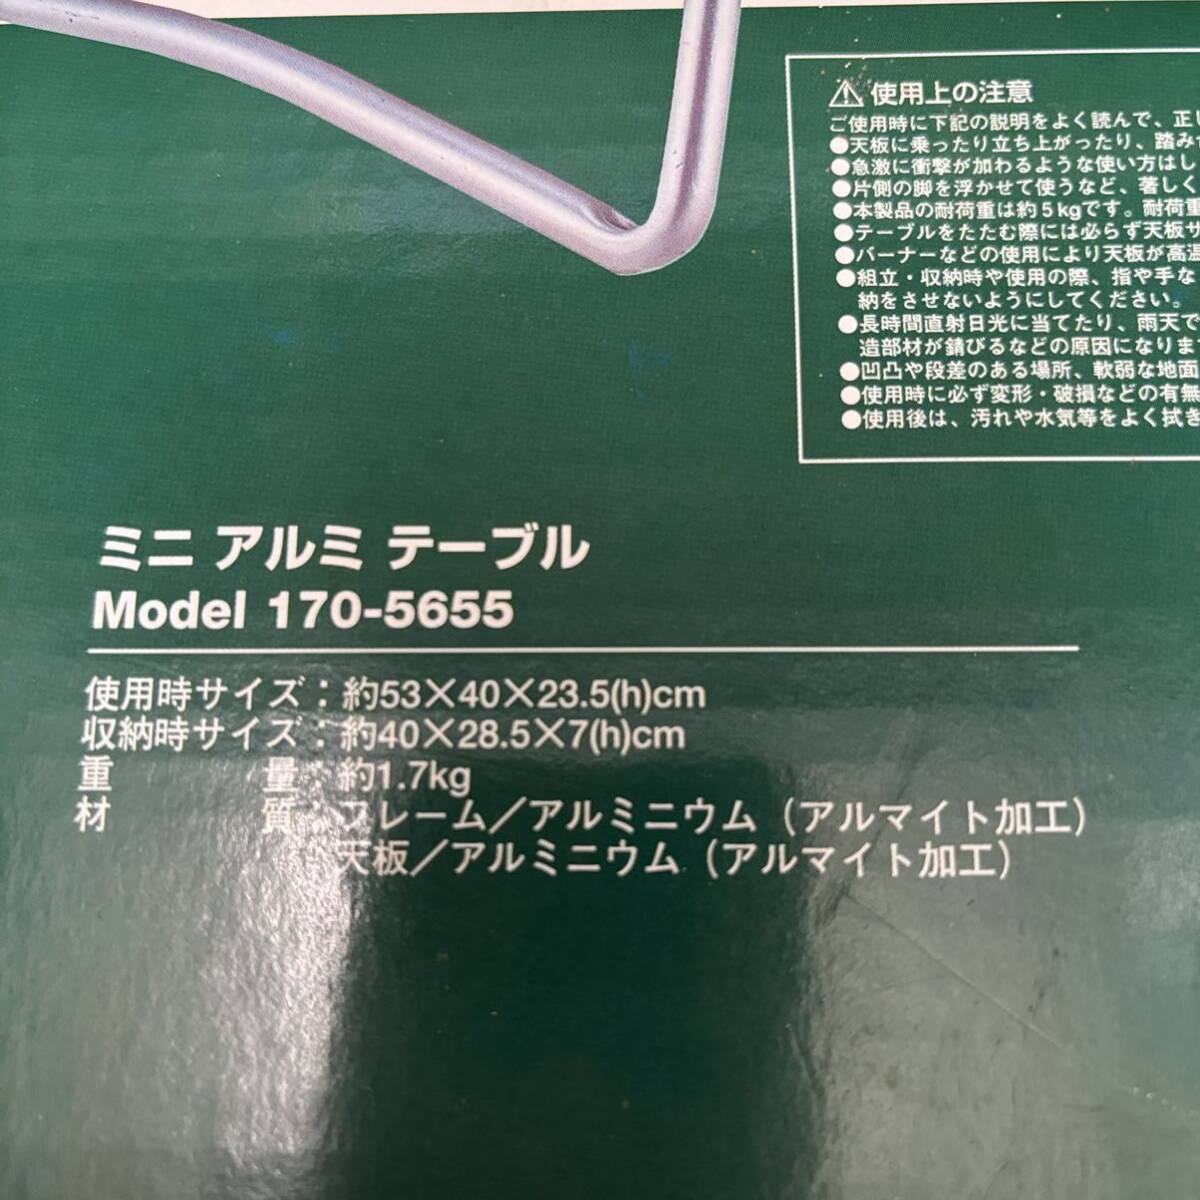 ⚠使用上の注意
ご使用時に下記の説明をよく読んで、正し
●天板に乗ったり立ち上がったり、踏み
●急激に衝撃が加わるような使い方はし
●片側の脚を浮かせて使うなど、著しく
●本製品の耐荷重は約5kgです。耐荷重
●テーブルをたたむ際には必らず天板サ
●バーナーなどの使用により天板が高温
●組立・収納時や使用の際、指や手な
納をさせないようにしてください。
●長時間直射日光に当てたり、雨天で
造部材が錆びるなどの原因になりま
●凹凸や段差のある場所、軟弱な地面
●使用時に必ず変形・破損などの有無
●使用後は、汚れや水気等をよく拭き
ミニ アルミ テーブル
Model 170-5655
使用時サイズ：約53×40×23.5(h)cm
収納時サイズ：約40×28.5×7(h)cm
重 量：約1.7kg
材 質：フレーム／アルミニウム（アルマイト加工）
天板／アルミニウム（アルマイト加工）